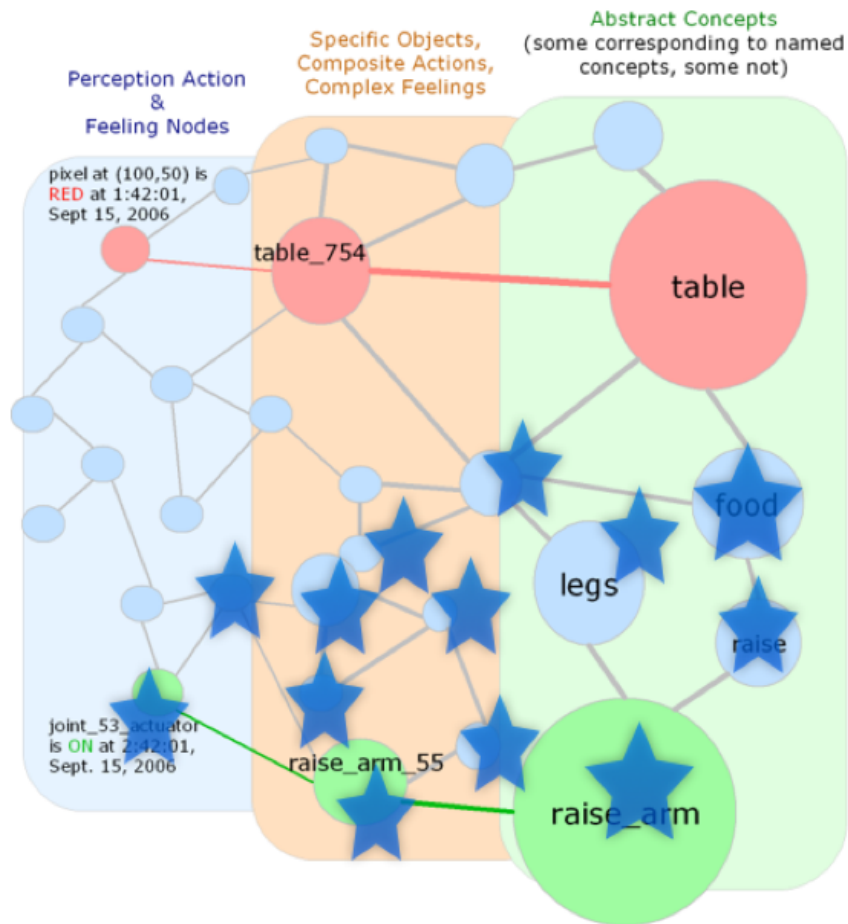 Perception Action
&
Feeling Nodes
Specific Objects,
Composite Actions,
Complex Feelings
Abstract Concepts
(some corresponding to named
concepts, some not)
pixel at (100,50) is
RED at 1:42:01,
Sept 15, 2006
table_754
table
food
legs
raise
joint_53_actuator
is ON at 2:42:01,
Sept. 15, 2006
raise_arm_55
raise_arm